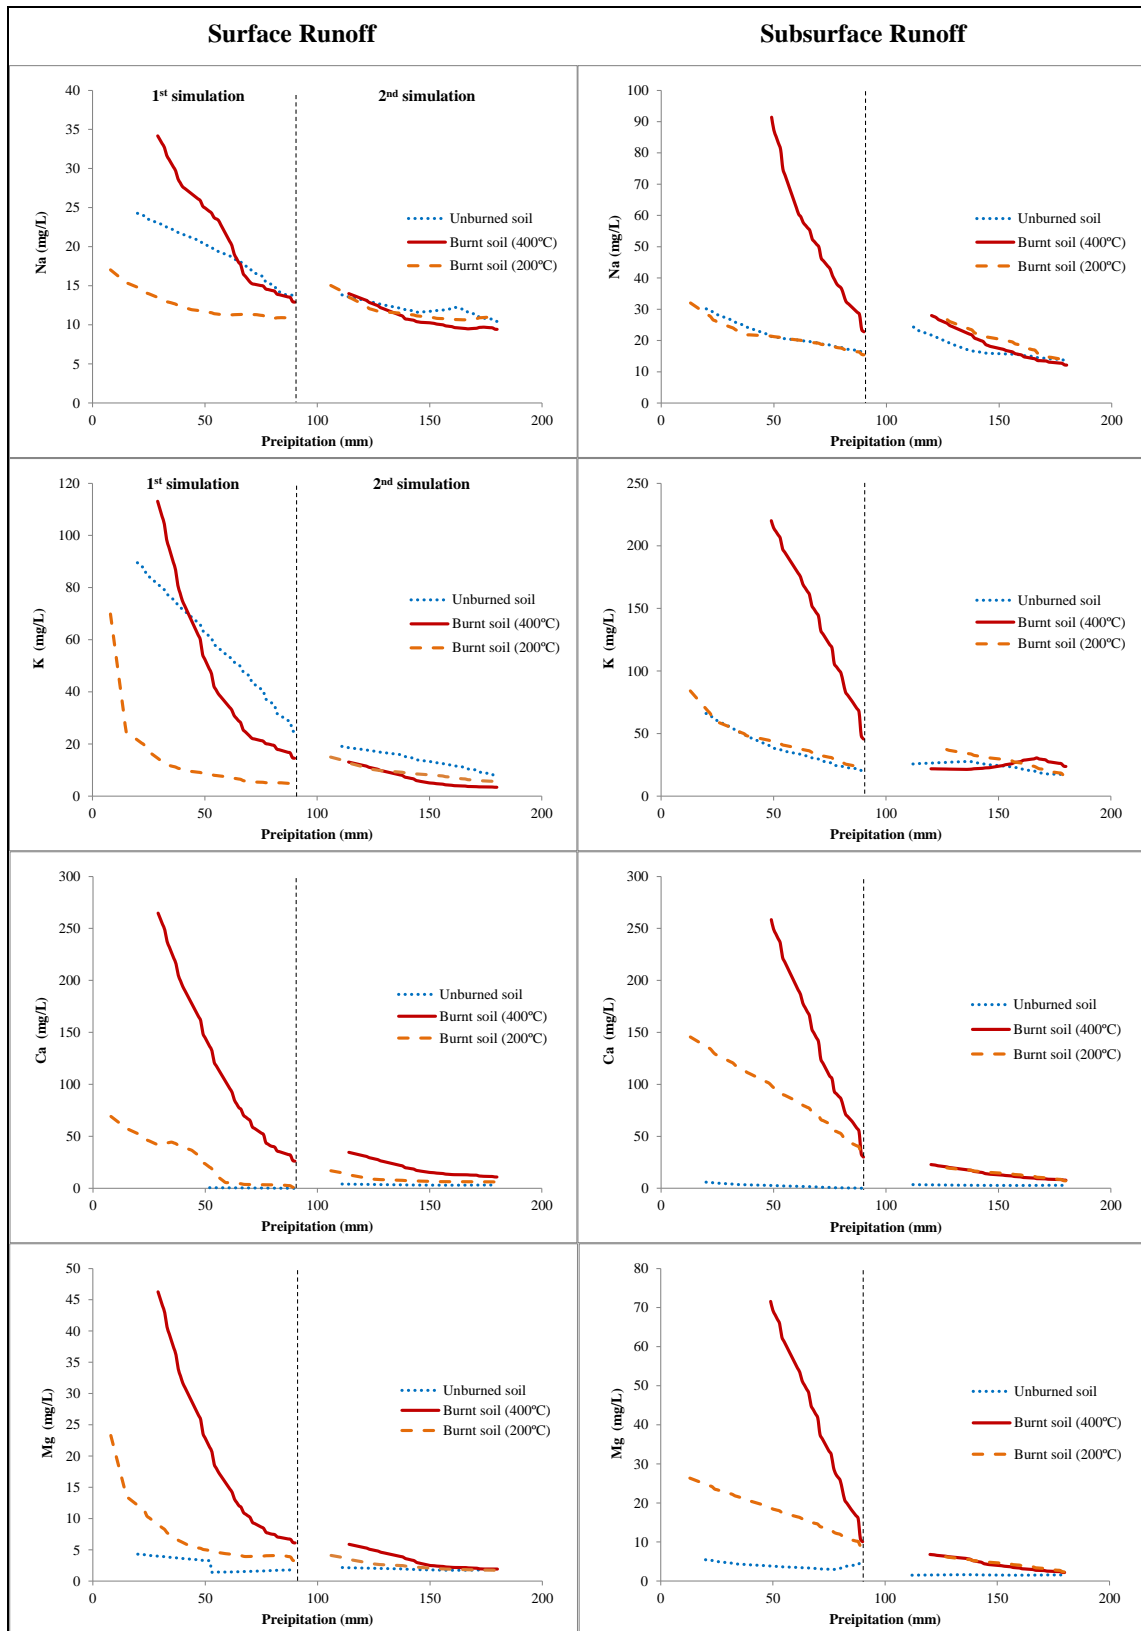 Surface Runoff
Subsurface Runoff
40
35
30
25
20
15
10
5
0
Na (mg/L)
1st simulation
2nd simulation
Unburned soil
Burnt soil (400ºC)
Burnt soil (200ºC)
0 50 100 150 200
Preipitation (mm)
100
90
80
70
60
50
40
30
20
10
0
Na (mg/L)
Unburned soil
Burnt soil (400ºC)
Burnt soil (200ºC)
0 50 100 150 200
Preipitation (mm)
120
100
80
60
40
20
0
K (mg/L)
1st simulation
2nd simulation
Unburned soil
Burnt soil (400ºC)
Burnt soil (200ºC)
0 50 100 150 200
Preipitation (mm)
250
200
150
100
50
0
K (mg/L)
Unburned soil
Burnt soil (400ºC)
Burnt soil (200ºC)
0 50 100 150 200
Preipitation (mm)
300
250
200
150
100
50
0
Ca (mg/L)
Unburned soil
Burnt soil (400ºC)
Burnt soil (200ºC)
0 50 100 150 200
Preipitation (mm)
300
250
200
150
100
50
0
Ca (mg/L)
Unburned soil
Burnt soil (400ºC)
Burnt soil (200ºC)
0 50 100 150 200
Preipitation (mm)
50
45
40
35
30
25
20
15
10
5
0
Mg (mg/L)
Unburned soil
Burnt soil (400ºC)
Burnt soil (200ºC)
0 50 100 150 200
Preipitation (mm)
80
70
60
50
40
30
20
10
0
Mg (mg/L)
Unburned soil
Burnt soil (400ºC)
Burnt soil (200ºC)
0 50 100 150 200
Preipitation (mm)